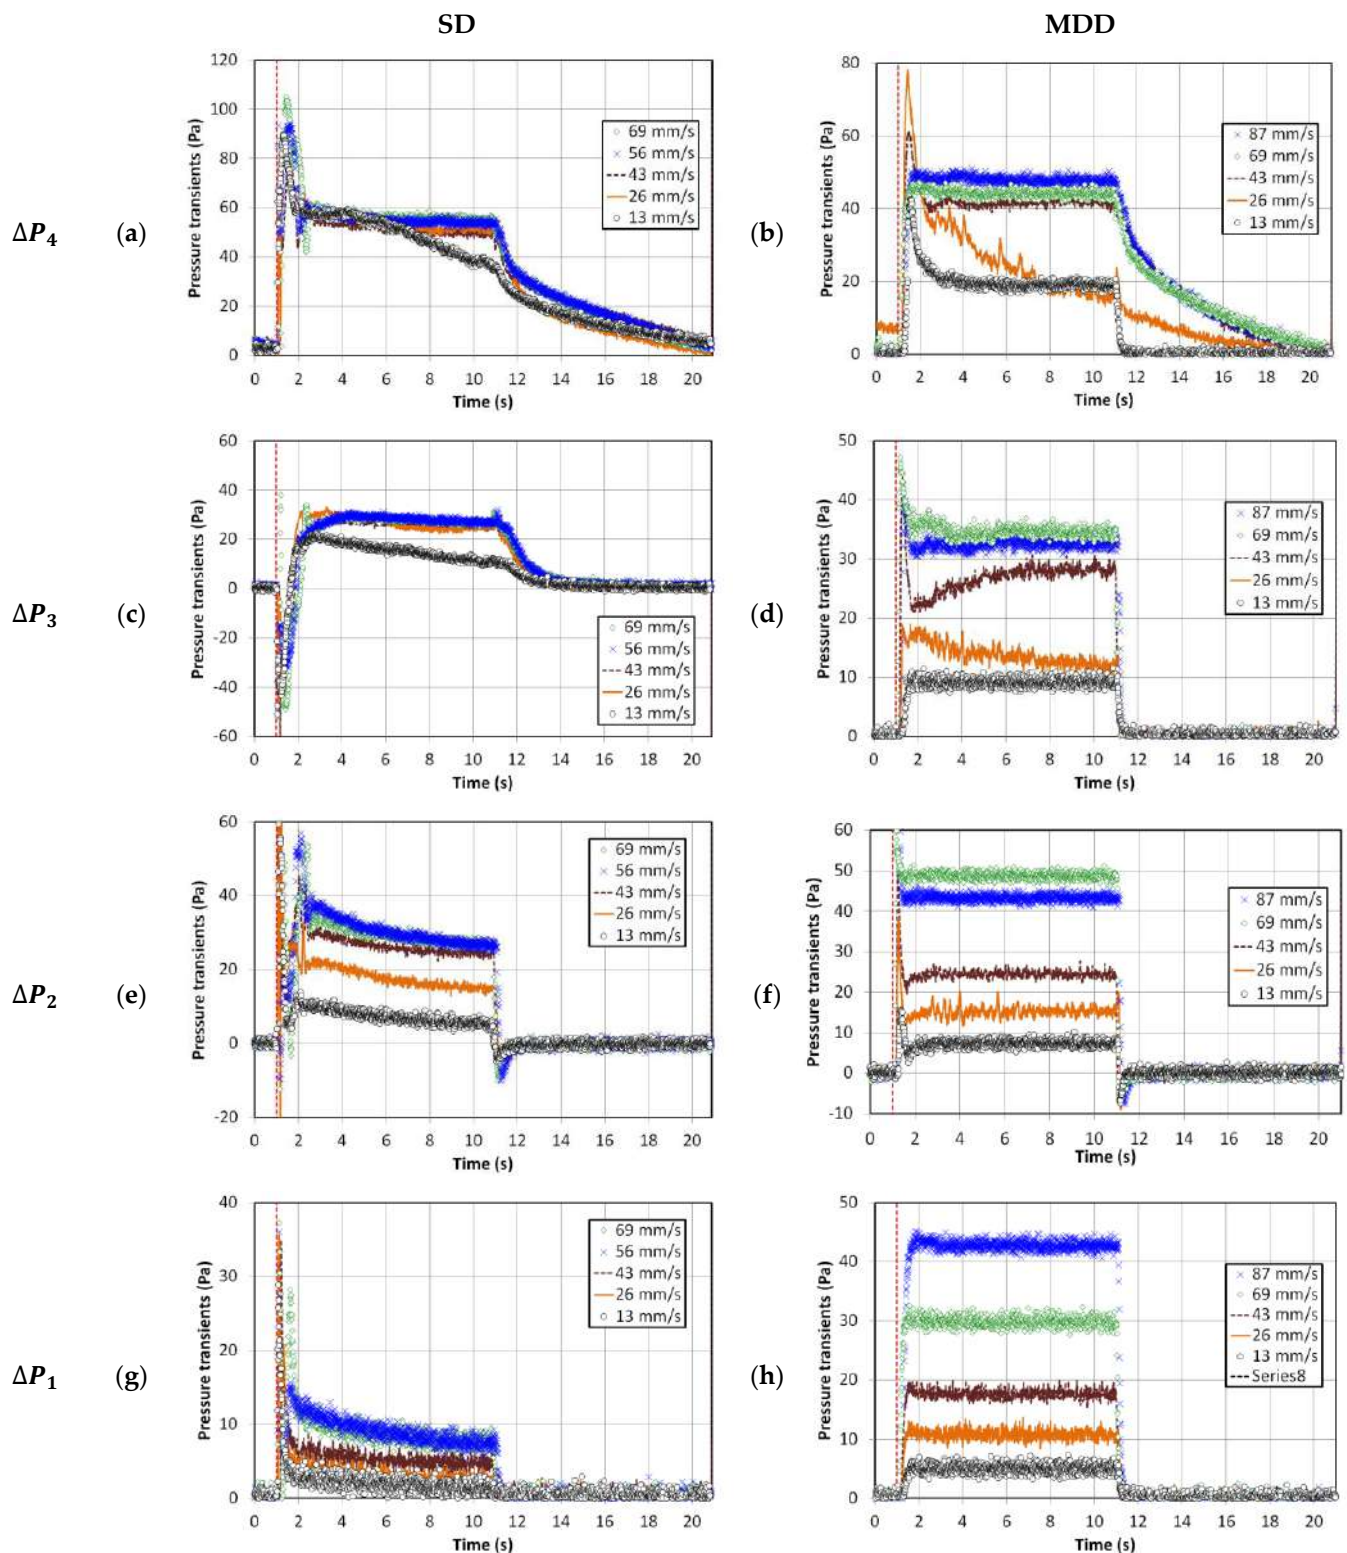 SD
MDD
ΔP4
(a)
Pressure transients (Pa)
120
100
80
60
40
20
0
69 mm/s
56 mm/s
43 mm/s
26 mm/s
13 mm/s
0 2 4 6 8 10 12 14 16 18 20
Time (s)
(b)
Pressure transients (Pa)
80
60
40
20
0
87 mm/s
69 mm/s
43 mm/s
26 mm/s
13 mm/s
0 2 4 6 8 10 12 14 16 18 20
Time (s)
ΔP3
(c)
Pressure transients (Pa)
60
40
20
0
-20
-40
-60
69 mm/s
56 mm/s
43 mm/s
26 mm/s
13 mm/s
0 2 4 6 8 10 12 14 16 18 20
Time (s)
(d)
Pressure transients (Pa)
50
40
30
20
10
0
87 mm/s
69 mm/s
43 mm/s
26 mm/s
13 mm/s
0 2 4 6 8 10 12 14 16 18 20
Time (s)
ΔP2
(e)
Pressure transients (Pa)
60
40
20
0
-20
69 mm/s
56 mm/s
43 mm/s
26 mm/s
13 mm/s
0 2 4 6 8 10 12 14 16 18 20
Time (s)
(f)
Pressure transients (Pa)
60
50
40
30
20
10
0
-10
87 mm/s
69 mm/s
43 mm/s
26 mm/s
13 mm/s
0 2 4 6 8 10 12 14 16 18 20
Time (s)
ΔP1
(g)
Pressure transients (Pa)
40
30
20
10
0
69 mm/s
56 mm/s
43 mm/s
26 mm/s
13 mm/s
0 2 4 6 8 10 12 14 16 18 20
Time (s)
(h)
Pressure transients (Pa)
50
40
30
20
10
0
87 mm/s
69 mm/s
43 mm/s
26 mm/s
13 mm/s
Series8
0 2 4 6 8 10 12 14 16 18 20
Time (s)